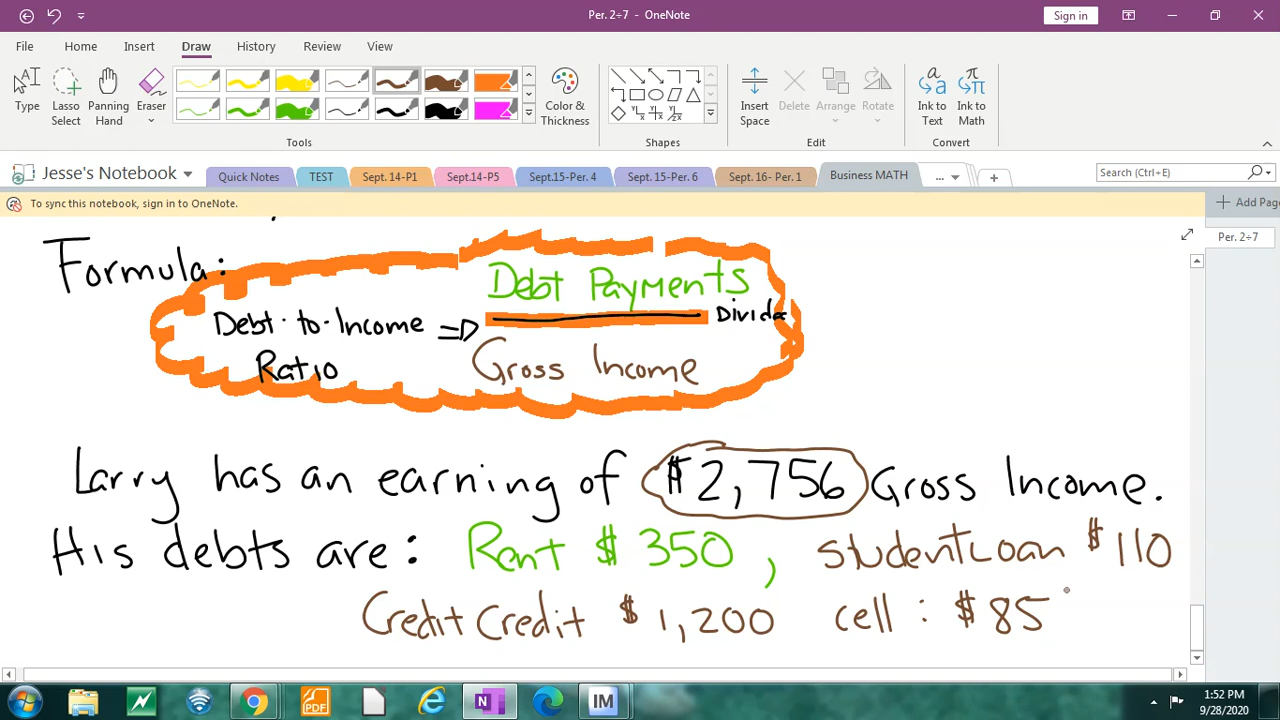 Per. 2÷7 - OneNote
Sign in
File Home Insert Draw History Review View
Type Lasso Select Panning Hand Eraser Color & Thickness Insert Space Delete Arrange Rotate Ink to Text Ink to Math
Tools Shapes Edit Convert
Jesse's Notebook Quick Notes TEST Sept. 14-P1 Sept.14-P5 Sept.15-Per. 4 Sept. 15-Per. 6 Sept. 16- Per. 1 Business MATH ... Search (Ctrl+E)
To sync this notebook, sign in to OneNote. Add Pag
Per. 2÷7
Formula:
Debt Payments
Debt-to-Income => Divide
Ratio Gross Income
Larry has an earning of $2,756 Gross Income.
His debts are: Rent $350, student Loan $110
Credit Credit $1,200 cell: $85
IM
1:52 PM
9/28/2020